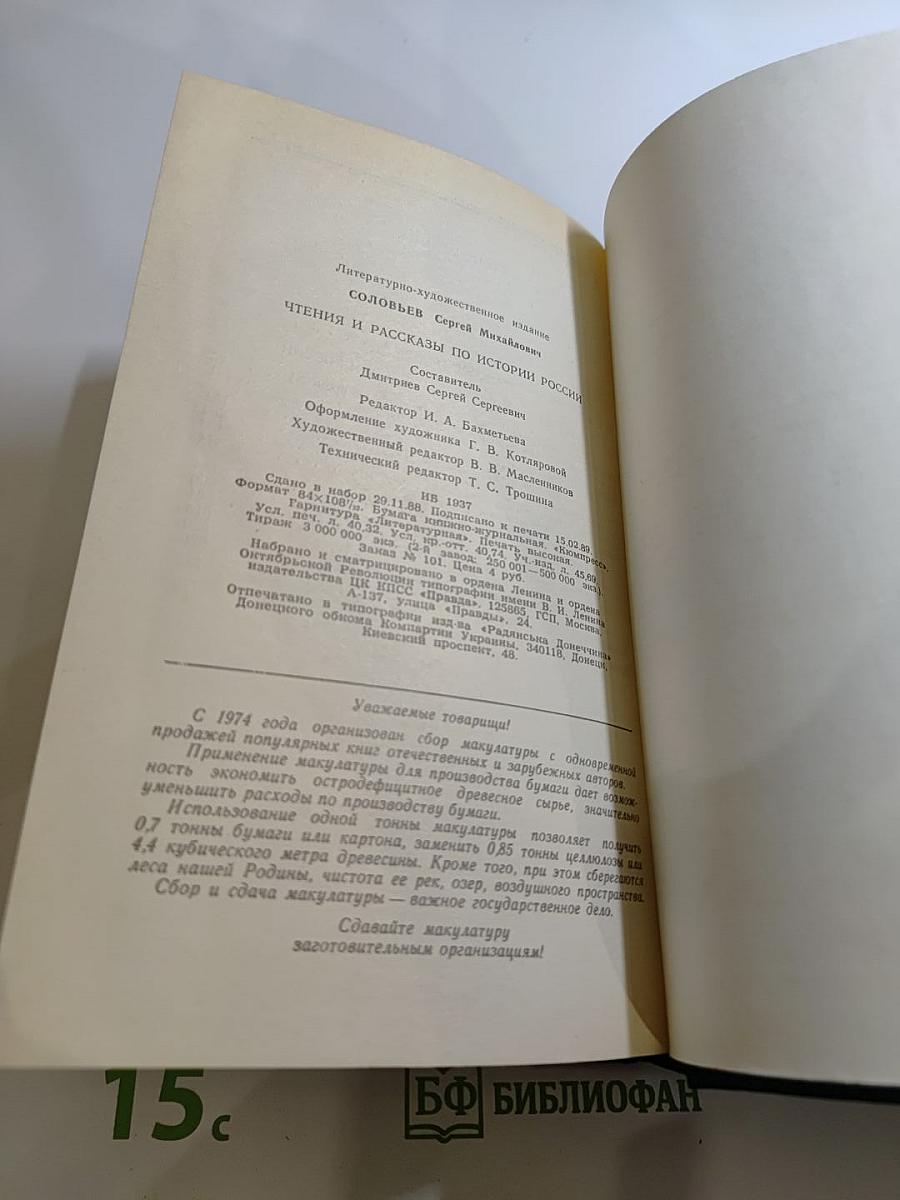 Литературно-художественное издание
СОЛОВЬЕВ Сергей Михайлович
ЧТЕНИЯ И РАССКАЗЫ ПО ИСТОРИИ РОССИИ
Составитель
Дмитриев Сергей Сергеевич
Редактор И. А. Бахметьева
Оформление художника Г. В. Котляровой
Художественный редактор В. В. Масленников
Технический редактор Т. С. Трошина
ИБ 1937
Сдано в набор 29.11.88. Подписано к печати 15.02.89.
Формат 84×108¹/₃₂. Бумага книжно-журнальная. «Кюмпресс».
Гарнитура «Литературная». Печать высокая.
Усл. печ. л. 40,32. Усл. кр.-отт. 40,74. Уч.-изд. л. 45,69.
Тираж 3 000 000 экз. (2-й завод: 250 001—500 000 экз.).
Заказ № 101. Цена 4 руб.
Набрано и сматрицировано в ордена Ленина и ордена
Октябрьской Революции типографии имени В. И. Ленина
издательства ЦК КПСС «Правда», 125865, ГСП, Москва,
А-137, улица «Правды», 24.
Отпечатано в типографии изд-ва «Радянська Донеччина»
Донецкого обкома Компартии Украины, 340118, Донецк,
Киевский проспект, 48.
Уважаемые товарищи!
С 1974 года организован сбор макулатуры с одновременной
продажей популярных книг отечественных и зарубежных авторов.
Применение макулатуры для производства бумаги дает возмож-
ность экономить остродефицитное древесное сырье, значительно
уменьшить расходы по производству бумаги.
Использование одной тонны макулатуры позволяет получить
0,7 тонны бумаги или картона, заменить 0,85 тонны целлюлозы или
4,4 кубического метра древесины. Кроме того, при этом сберегаются
леса нашей Родины, чистота ее рек, озер, воздушного пространства.
Сбор и сдача макулатуры — важное государственное дело.
Сдавайте макулатуру
заготовительным организациям!
15 с
БФ БИБЛИОФАН